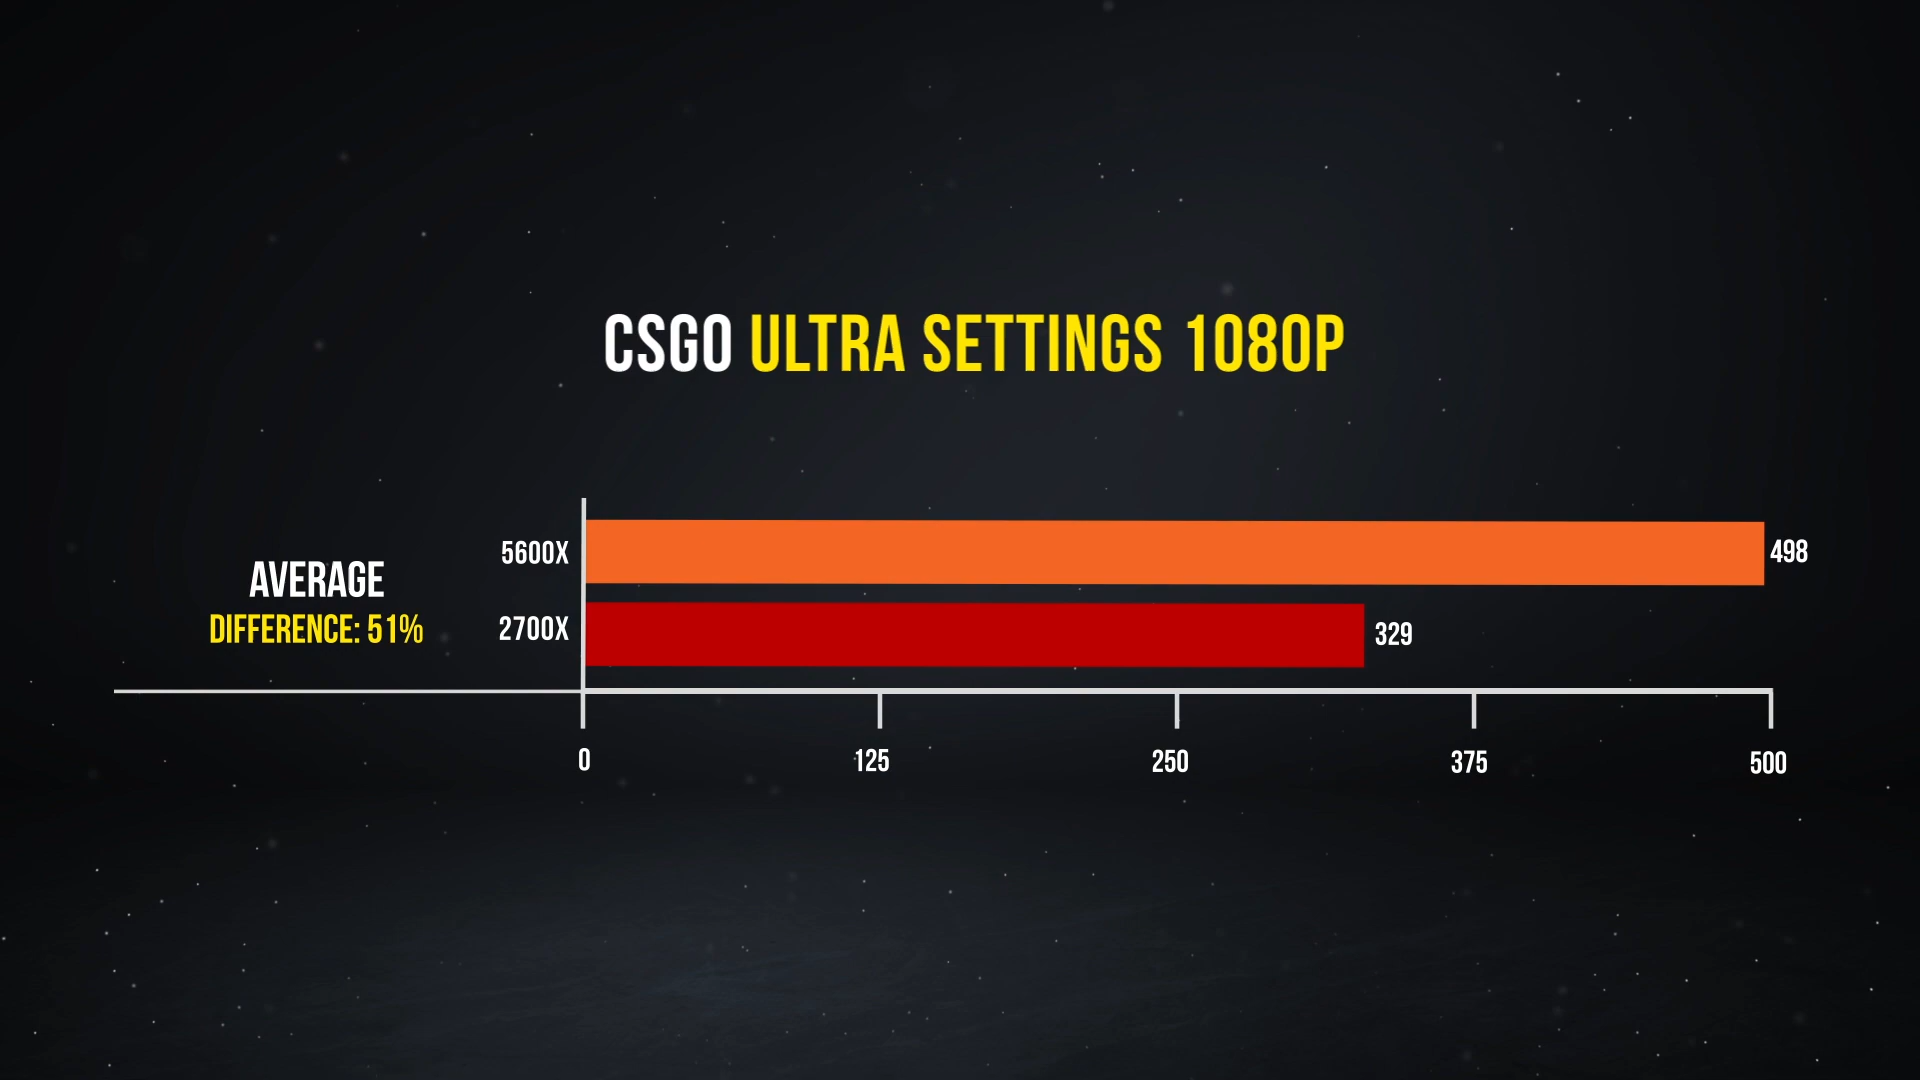 CSGO ULTRA SETTINGS 1080P
5600X
498
AVERAGE
DIFFERENCE: 51%
2700X
329
0 125 250 375 500